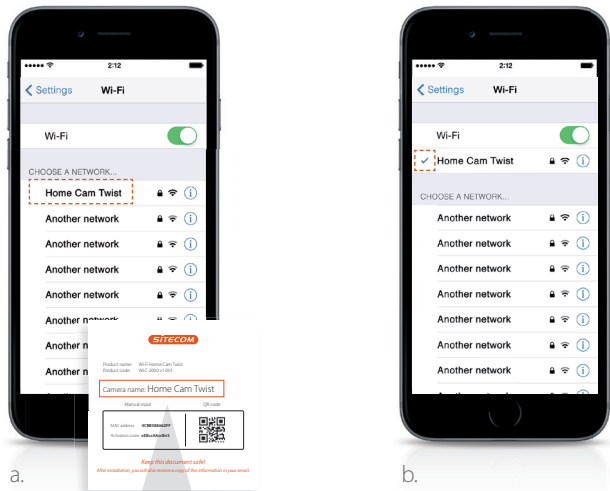 2:12
Settings Wi-Fi
Wi-Fi
CHOOSE A NETWORK...
Home Cam Twist
Another network
Another network
Another network
Another network
Another network
Another n
Another n
SITECOM
Product name Wi-Fi Home Cam Twist
Product code WLC-2000 v1 001
Camera name: Home Cam Twist
Manual input QR code
MAC address
Activation code
Keep this document safe!
After installation, you will also receive a copy of this information in your email.
a.
2:12
Settings Wi-Fi
Wi-Fi
Home Cam Twist
CHOOSE A NETWORK...
Another network
Another network
Another network
Another network
Another network
Another network
Another network
b.